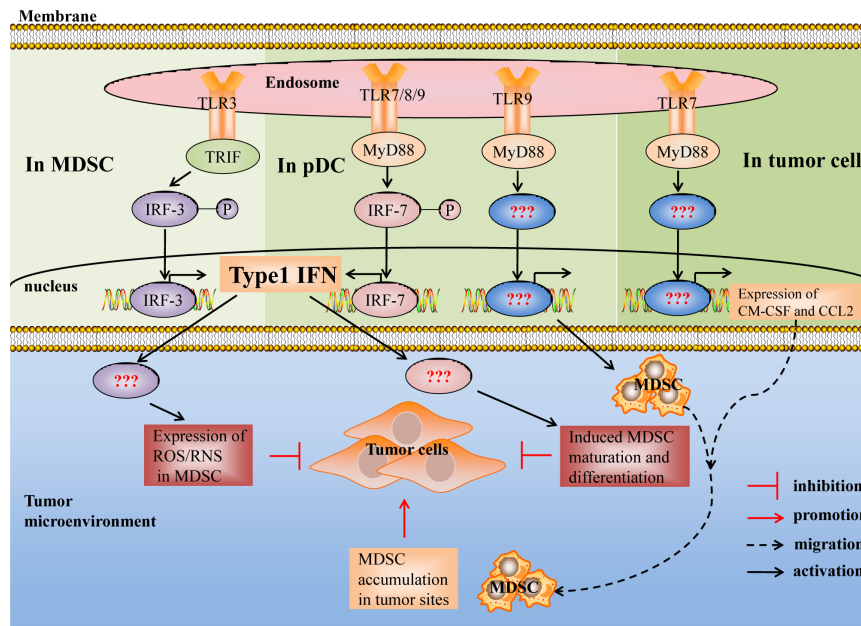 Membrane
Endosome
TLR3
TLR7/8/9
TLR9
TLR7
TRIF
MyD88
MyD88
MyD88
In MDSC
In pDC
In tumor cell
IRF-3
P
IRF-7
P
???
???
nucleus
IRF-3
Type1 IFN
IRF-7
???
???
Expression of
CM-CSF and CCL2
???
???
MDSC
Expression of
ROS/RNS
in MDSC
Tumor cells
Induced MDSC
maturation and
differentiation
Tumor
microenvironment
MDSC
accumulation
in tumor sites
MDSC
inhibition
promotion
migration
activation